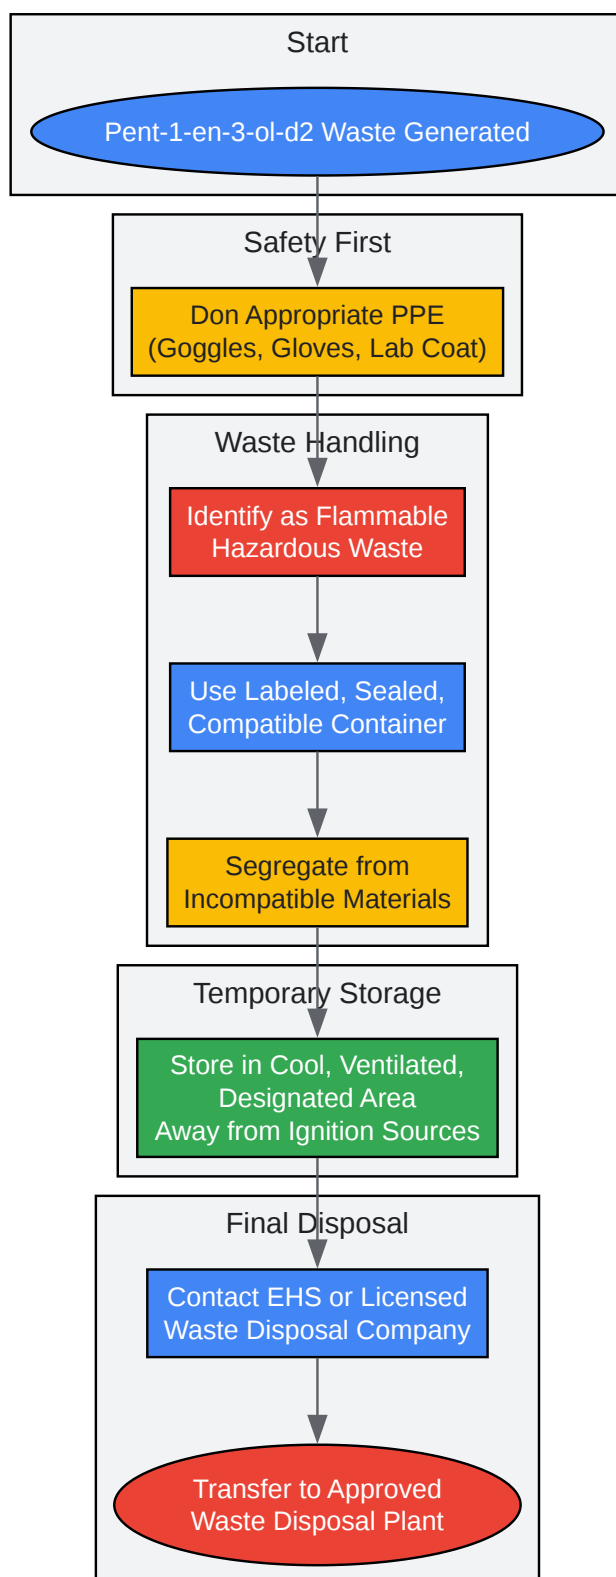 Start
Pent-1-en-3-ol-d2 Waste Generated
Safety First
Don Appropriate PPE
(Goggles, Gloves, Lab Coat)
Waste Handling
Identify as Flammable
Hazardous Waste
Use Labeled, Sealed,
Compatible Container
Segregate from
Incompatible Materials
Temporary Storage
Store in Cool, Ventilated,
Designated Area
Away from Ignition Sources
Final Disposal
Contact EHS or Licensed
Waste Disposal Company
Transfer to Approved
Waste Disposal Plant